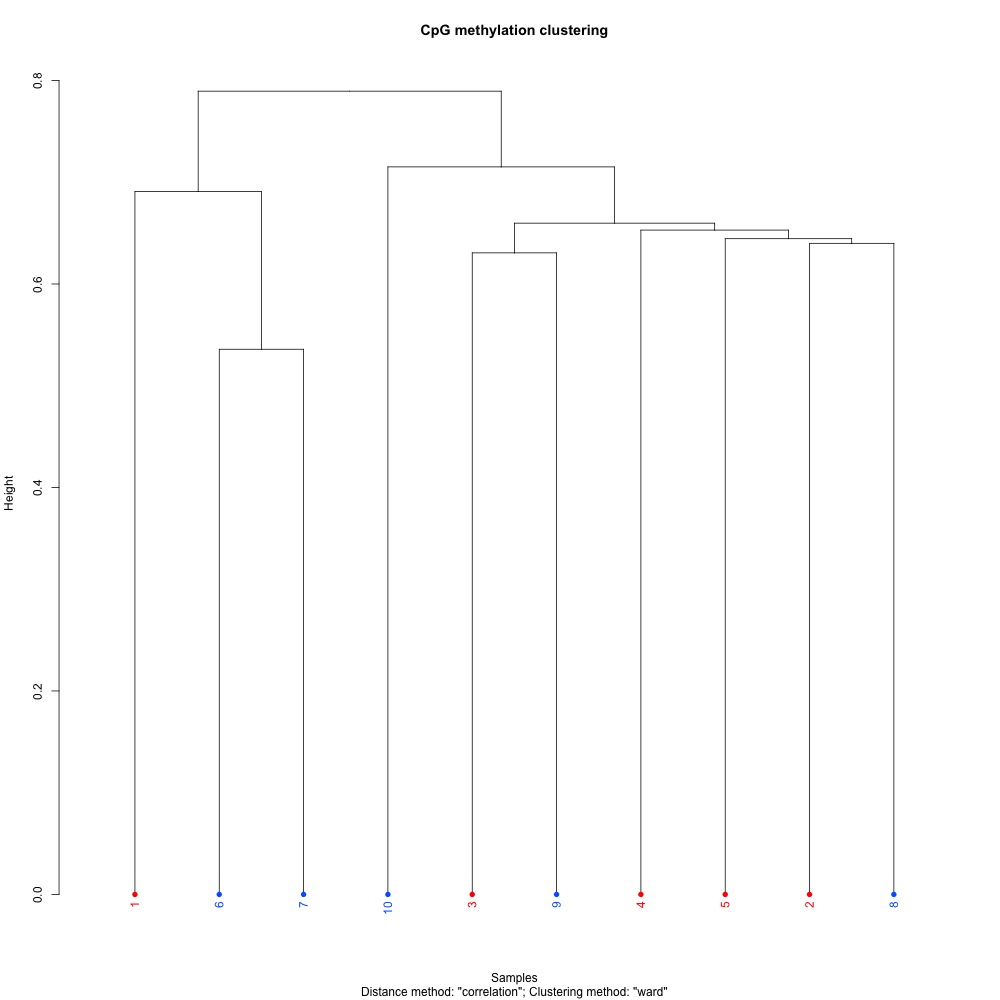 CpG methylation clustering
0.8
0.6
0.4
0.2
0.0
Height
1 6 7 10 3 9 4 5 2 8
Samples
Distance method: "correlation"; Clustering method: "ward"